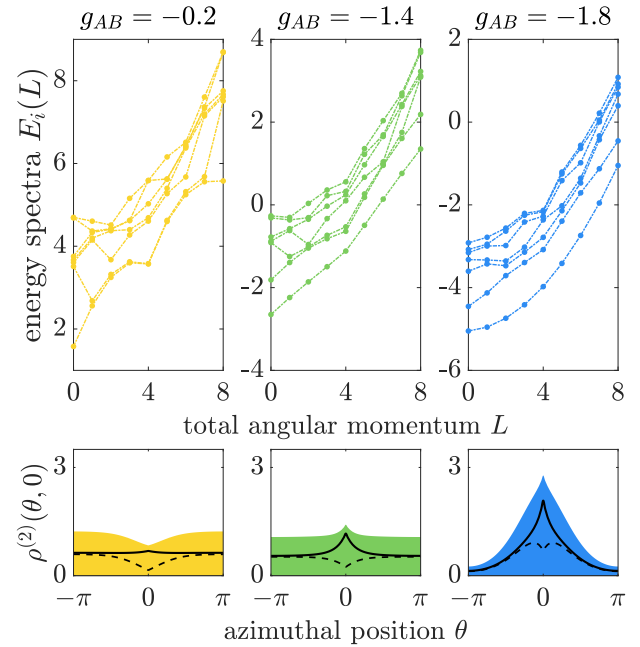 g_{AB} = −0.2 g_{AB} = −1.4 g_{AB} = −1.8
energy spectra E_i(L)
8
6
4
2
4
2
0
−2
−4
2
0
−2
−4
−6
0 4 8 0 4 8 0 4 8
total angular momentum L
ρ^{(2)}(θ, 0)
3
0
3
0
3
0
−π 0 π −π 0 π −π 0 π
azimuthal position θ